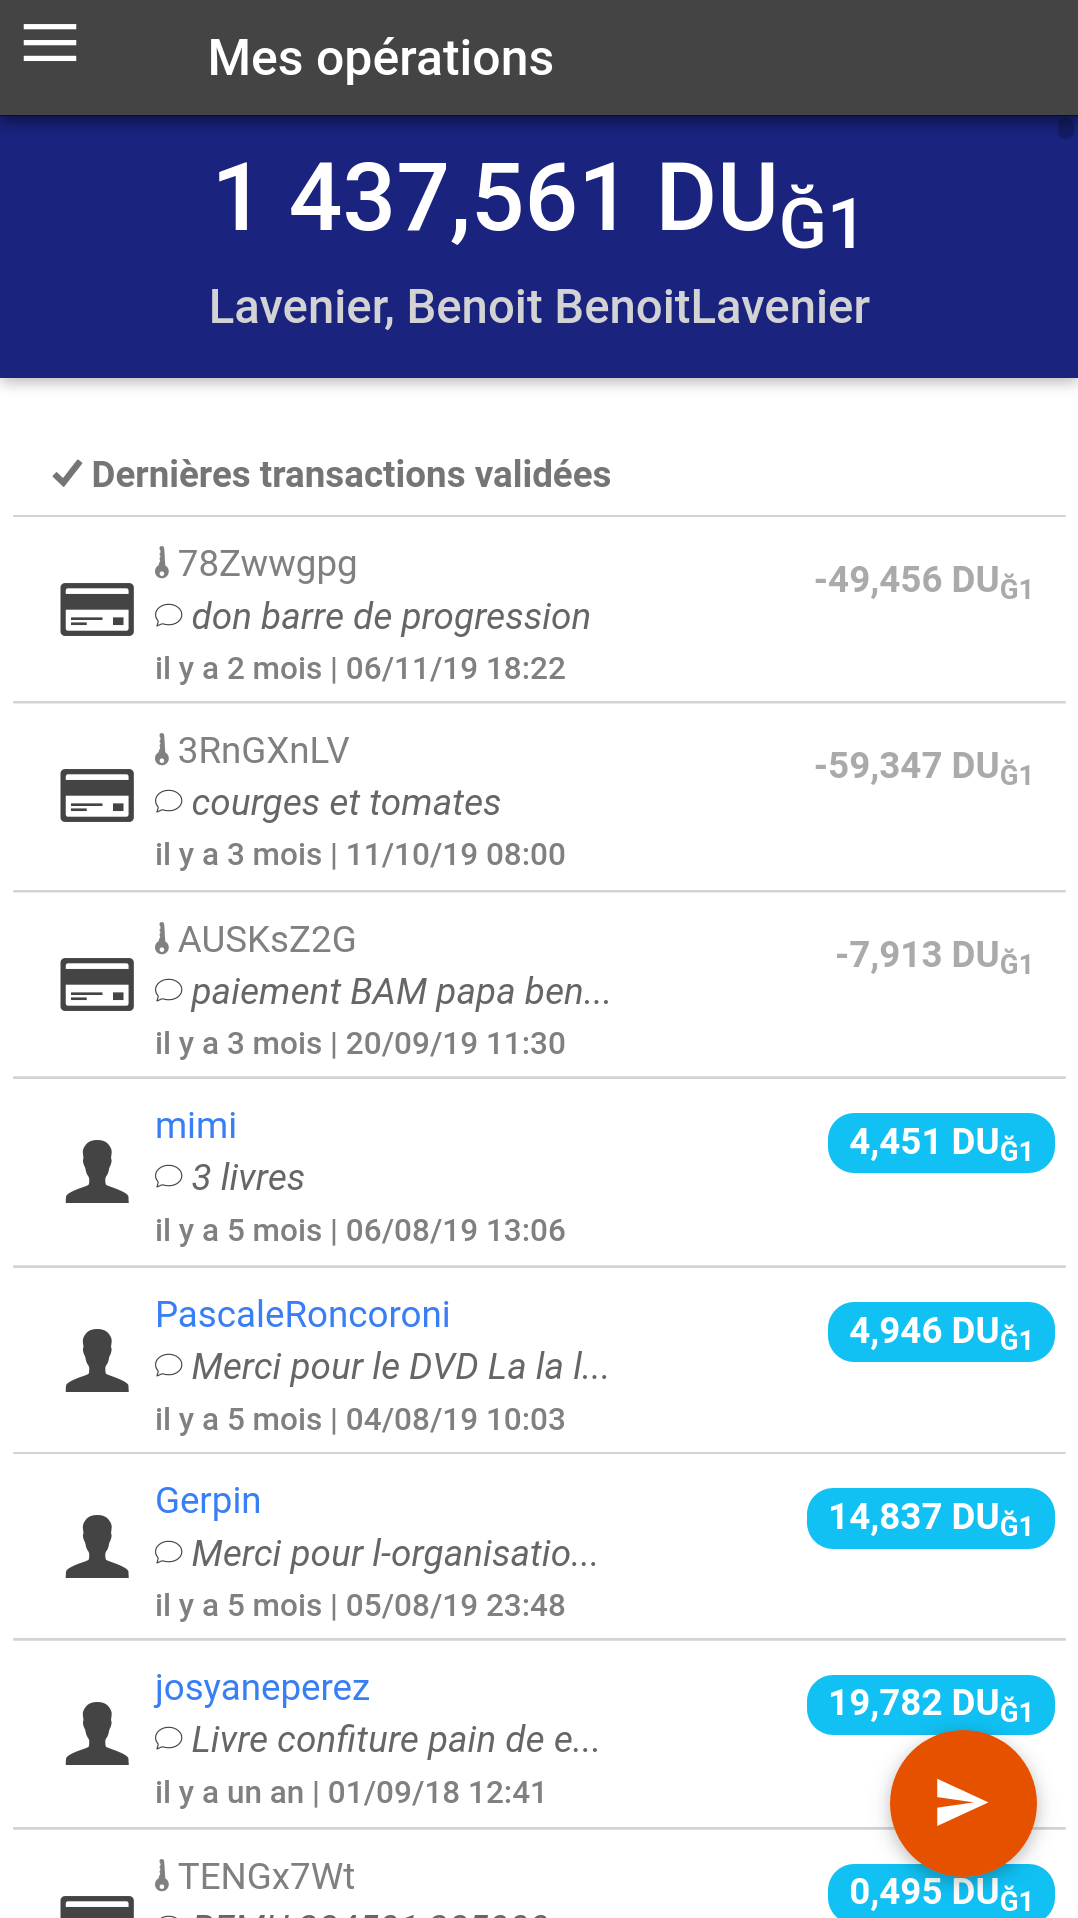 Mes opérations
1 437,561 DUĞ1
Lavenier, Benoit BenoitLavenier
Dernières transactions validées
78Zwwgpg
-49,456 DUĞ1
don barre de progression
il y a 2 mois | 06/11/19 18:22
3RnGXnLV
-59,347 DUĞ1
courges et tomates
il y a 3 mois | 11/10/19 08:00
AUSKsZ2G
-7,913 DUĞ1
paiement BAM papa ben...
il y a 3 mois | 20/09/19 11:30
mimi
4,451 DUĞ1
3 livres
il y a 5 mois | 06/08/19 13:06
PascaleRoncoroni
4,946 DUĞ1
Merci pour le DVD La la l...
il y a 5 mois | 04/08/19 10:03
Gerpin
14,837 DUĞ1
Merci pour l-organisatio...
il y a 5 mois | 05/08/19 23:48
josyaneperez
19,782 DUĞ1
Livre confiture pain de e...
il y a un an | 01/09/18 12:41
TENGx7Wt
0,495 DUĞ1